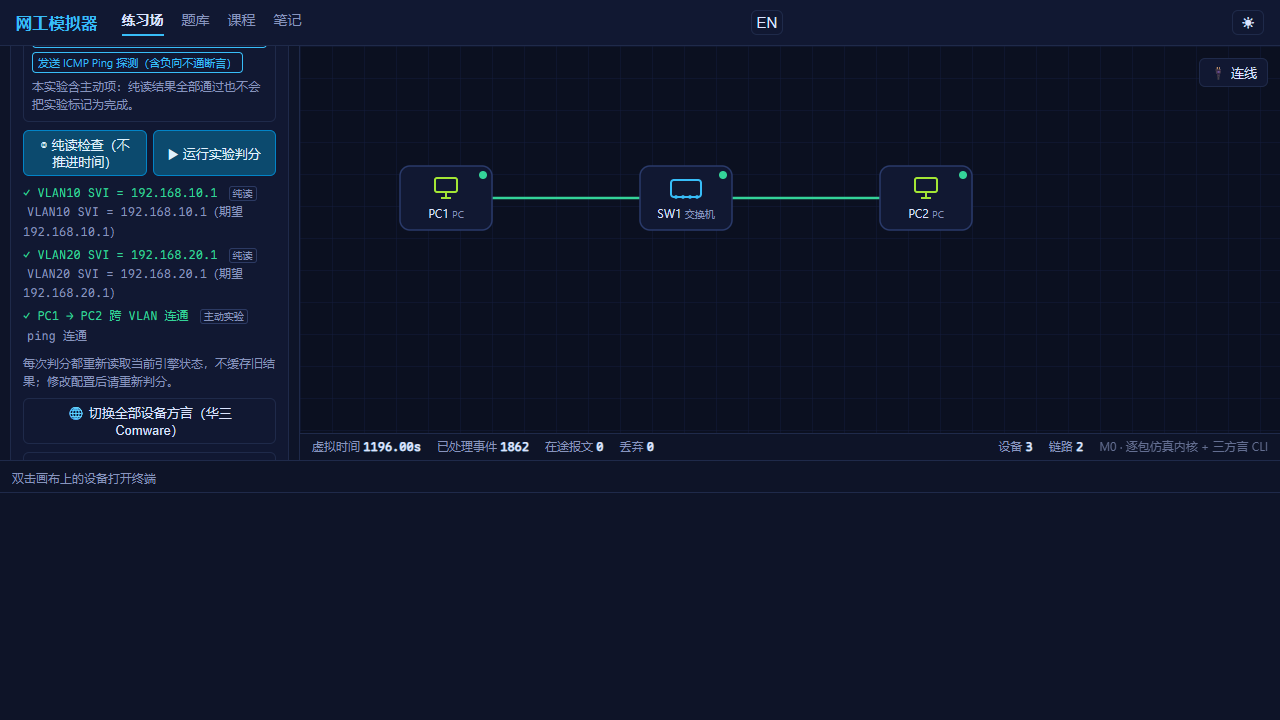 网工模拟器 练习场 题库 课程 笔记 EN
发送 ICMP Ping 探测（含负向不通断言）
本实验含主动项：纯读结果全部通过也不会
把实验标记为完成。
纯读检查（不
推进时间）
▶ 运行实验判分
✓ VLAN10 SVI = 192.168.10.1 纯读
VLAN10 SVI = 192.168.10.1 (期望
192.168.10.1)
✓ VLAN20 SVI = 192.168.20.1 纯读
VLAN20 SVI = 192.168.20.1 (期望
192.168.20.1)
✓ PC1 → PC2 跨 VLAN 连通 主动实验
ping 连通
每次判分都重新读取当前引擎状态，不缓存旧结
果；修改配置后请重新判分。
切换全部设备方言（华三
Comware）
连线
PC1 PC
SW1 交换机
PC2 PC
虚拟时间 1196.00s 已处理事件 1862 在途报文 0 丢弃 0 设备 3 链路 2 M0 · 逐包仿真内核 + 三方言 CLI
双击画布上的设备打开终端